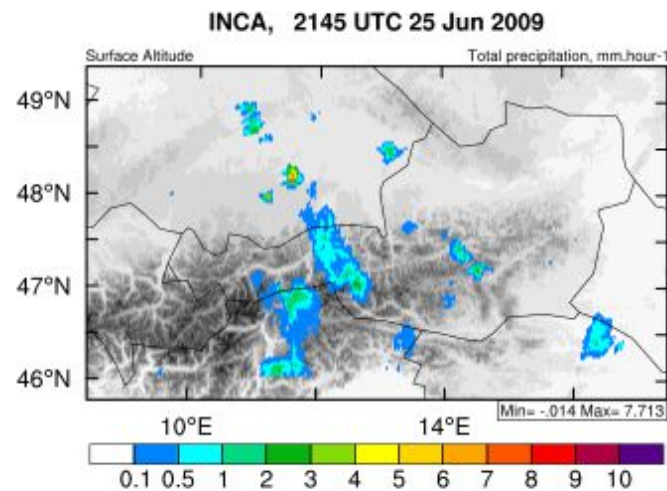 INCA,   2145 UTC 25 Jun 2009
Surface Altitude Total precipitation, mm.hour-1
49°N
48°N
47°N
46°N
Min= -.014 Max= 7.713
10°E 14°E
0.1 0.5 1 2 3 4 5 6 7 8 9 10